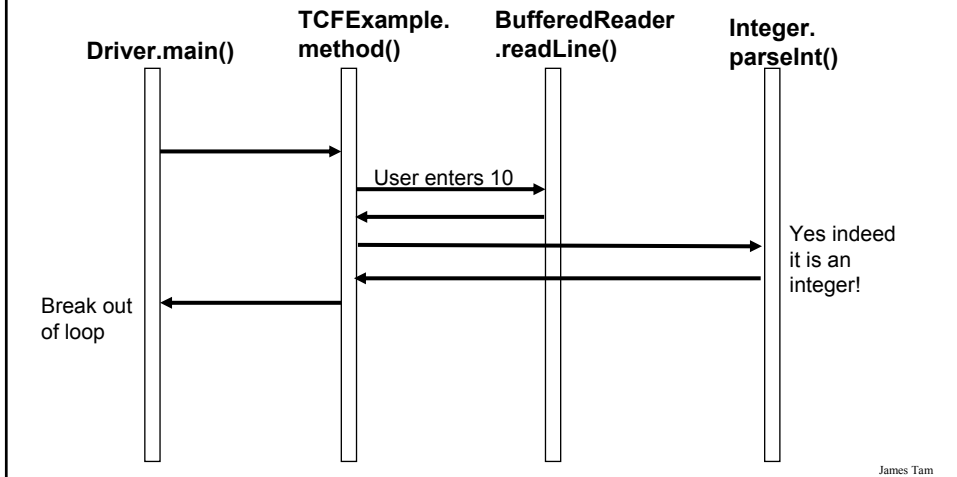 Driver.main()
TCFExample.
method()
BufferedReader
.readLine()
Integer.
parseInt()
User enters 10
Yes indeed
it is an
integer!
Break out
of loop
James Tam